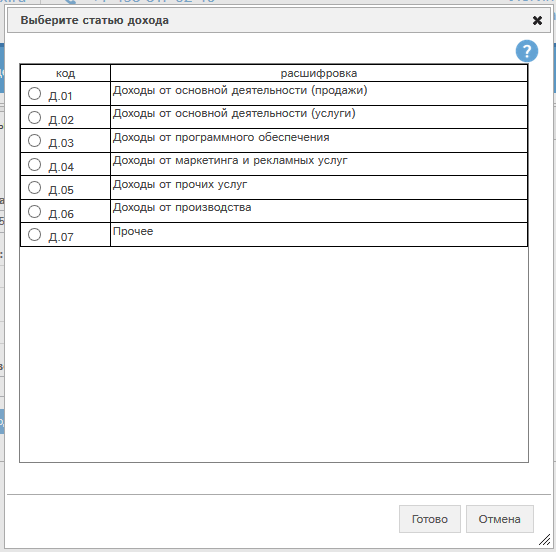 Выберите статью дохода
?
код расшифровка
Д.01 Доходы от основной деятельности (продажи)
Д.02 Доходы от основной деятельности (услуги)
Д.03 Доходы от программного обеспечения
Д.04 Доходы от маркетинга и рекламных услуг
Д.05 Доходы от прочих услуг
Д.06 Доходы от производства
Д.07 Прочее
Готово Отмена